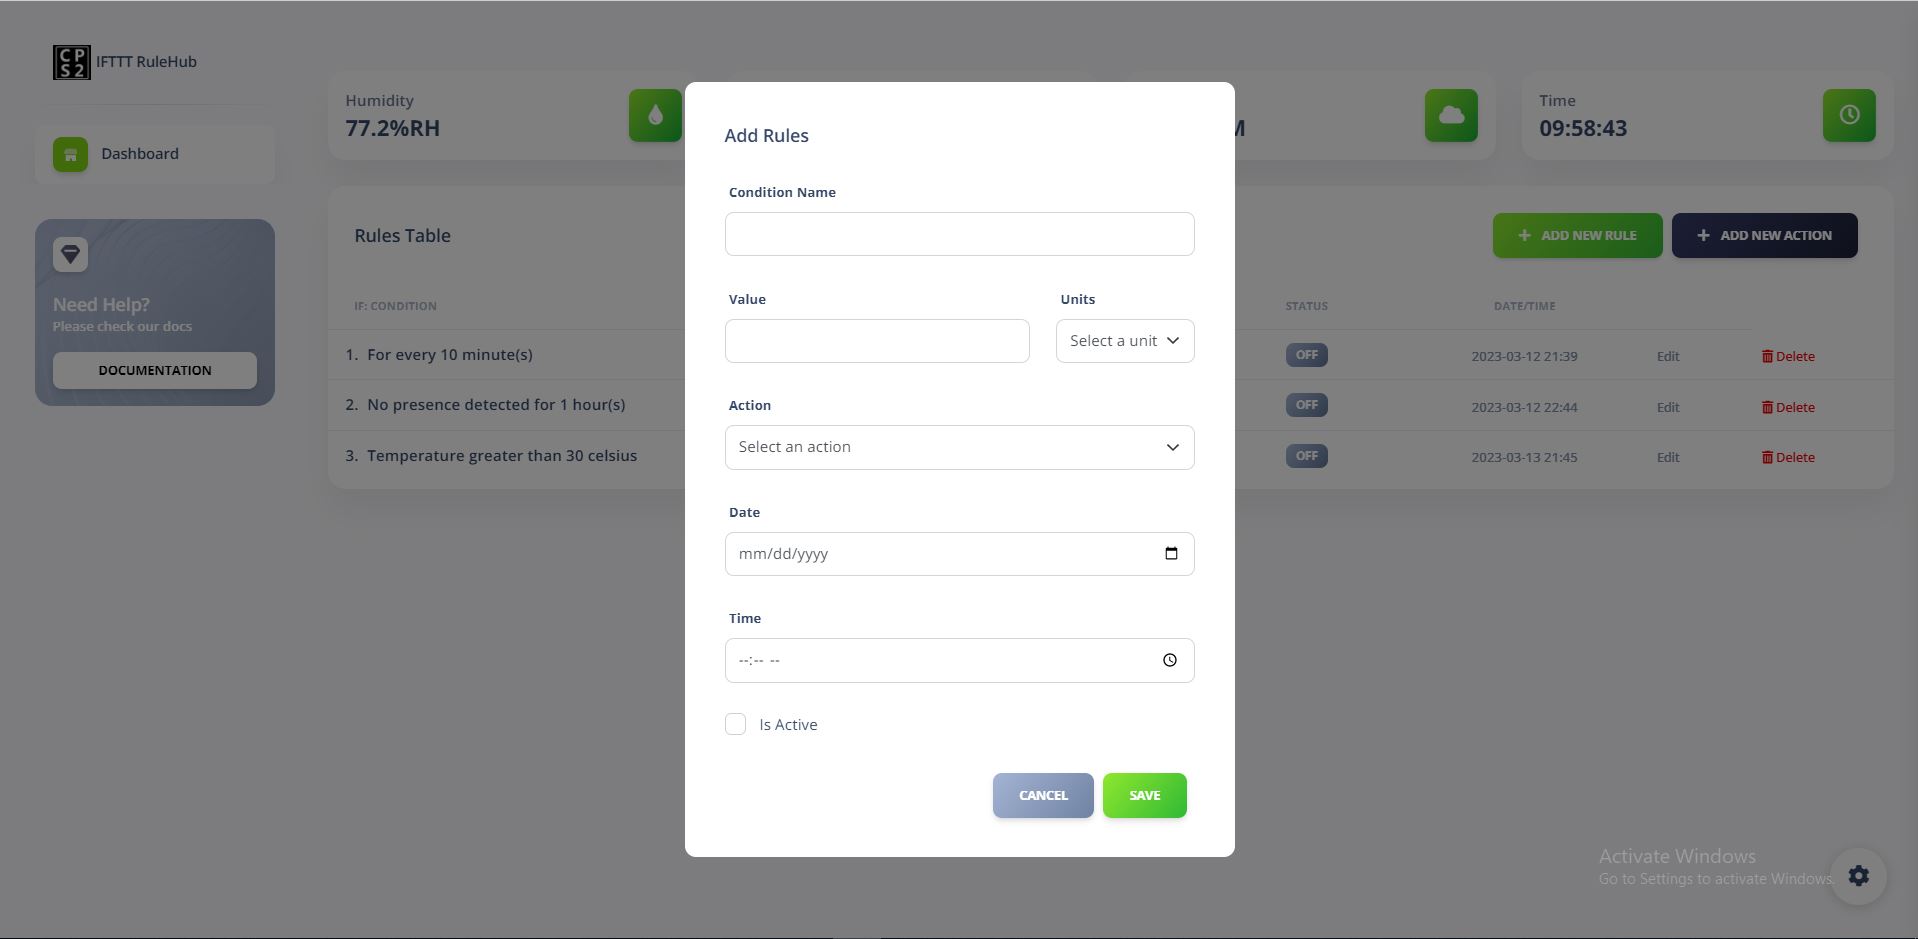 CP
S2
IFTTT RuleHub
Dashboard
Need Help?
Please check our docs
DOCUMENTATION
Humidity
77.2%RH
Time
09:58:43
Rules Table
+ ADD NEW RULE
+ ADD NEW ACTION
IF: CONDITION
STATUS
DATE/TIME
1. For every 10 minute(s)
OFF
2023-03-12 21:39
Edit
Delete
2. No presence detected for 1 hour(s)
OFF
2023-03-12 22:44
Edit
Delete
3. Temperature greater than 30 celsius
OFF
2023-03-13 21:45
Edit
Delete
Add Rules
Condition Name
Value
Units
Select a unit
Action
Select an action
Date
mm/dd/yyyy
Time
--:-- --
Is Active
CANCEL
SAVE
Activate Windows
Go to Settings to activate Windows.